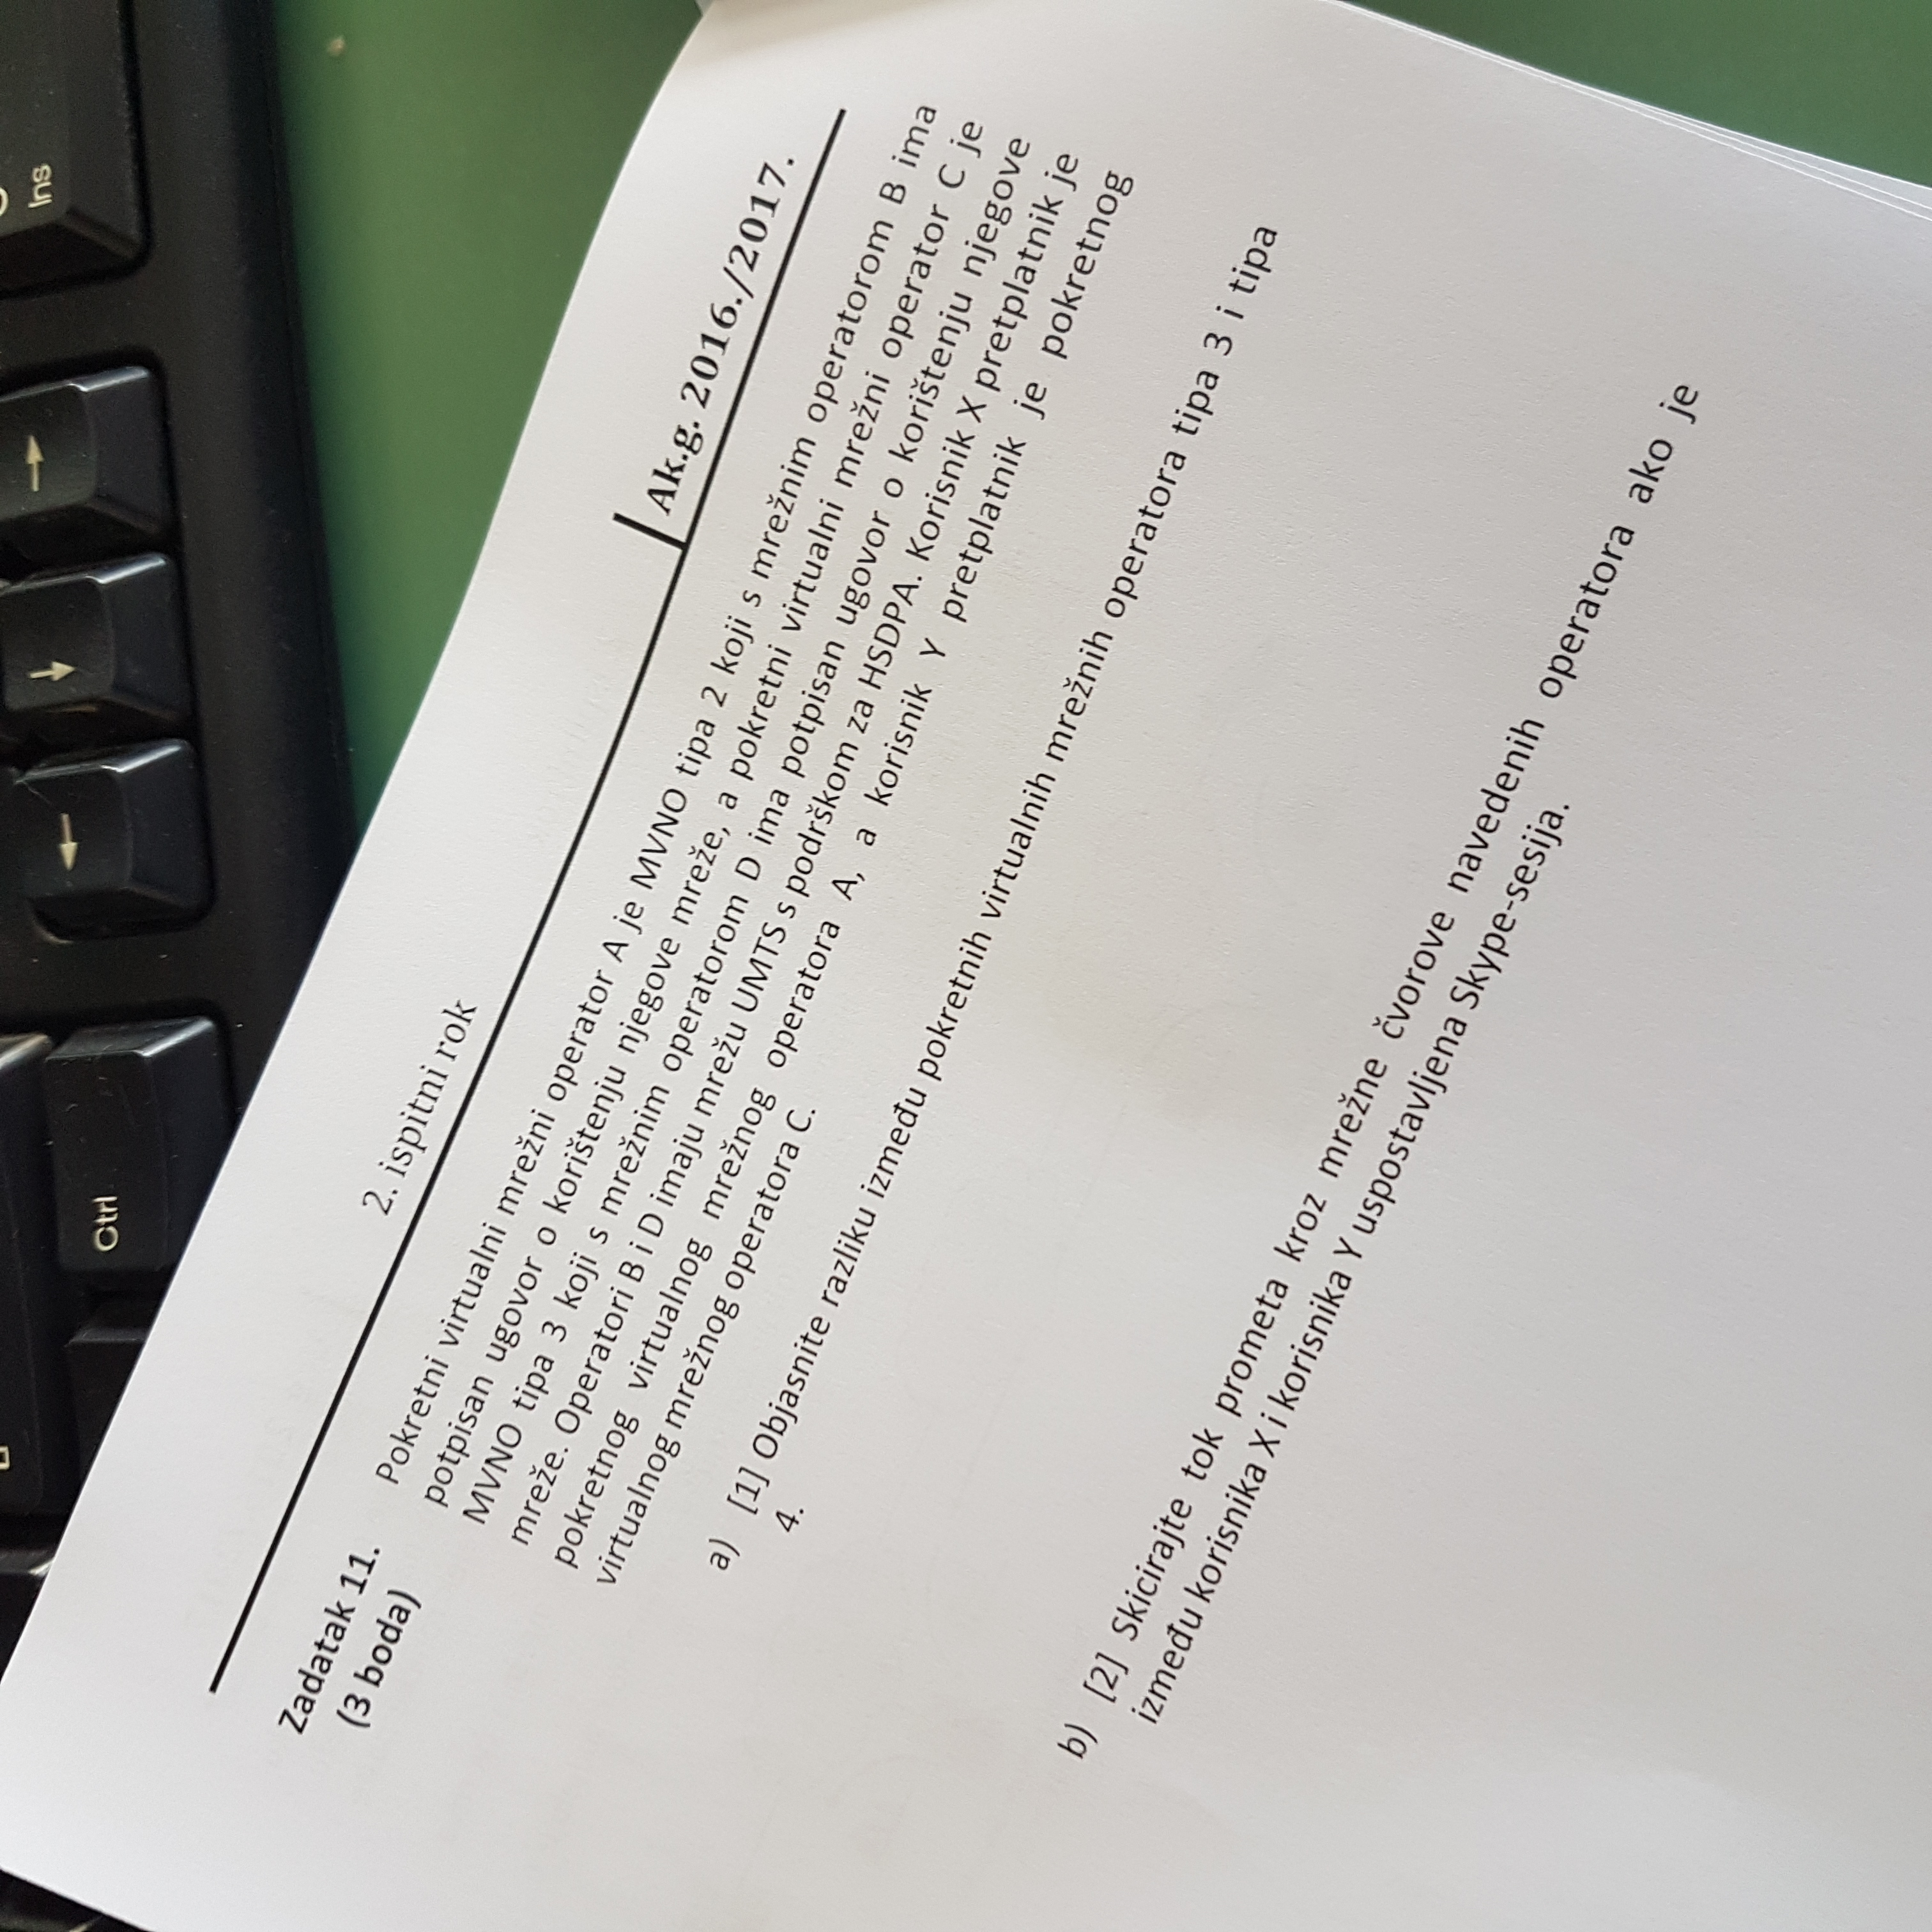 Ctrl
←
↓
→
Ins
2. ispitni rok
Ak.g. 2016./2017.
Zadatak 11.
(3 boda)
Pokretni virtualni mrežni operator A je MVNO tipa 2 koji s mrežnim operatorom B ima
potpisan ugovor o korištenju njegove mreže, a pokretni virtualni mrežni operator C je
MVNO tipa 3 koji s mrežnim operatorom D ima potpisan ugovor o korištenju njegove
mreže. Operatori B i D imaju mrežu UMTS s podrškom za HSDPA. Korisnik X pretplatnik je
pokretnog virtualnog mrežnog operatora A, a korisnik Y pretplatnik je pokretnog
virtualnog mrežnog operatora C.
a) [1] Objasnite razliku između pokretnih virtualnih mrežnih operatora tipa 3 i tipa
4.
b) [2] Skicirajte tok prometa kroz mrežne čvorove navedenih operatora ako je
između korisnika X i korisnika Y uspostavljena Skype-sesija.